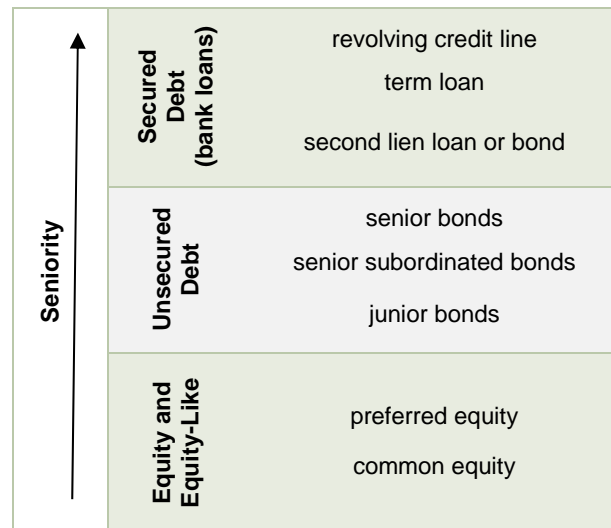 Seniority
Secured
Debt
(bank loans)
revolving credit line
term loan
second lien loan or bond
Unsecured
Debt
senior bonds
senior subordinated bonds
junior bonds
Equity and
Equity-Like
preferred equity
common equity